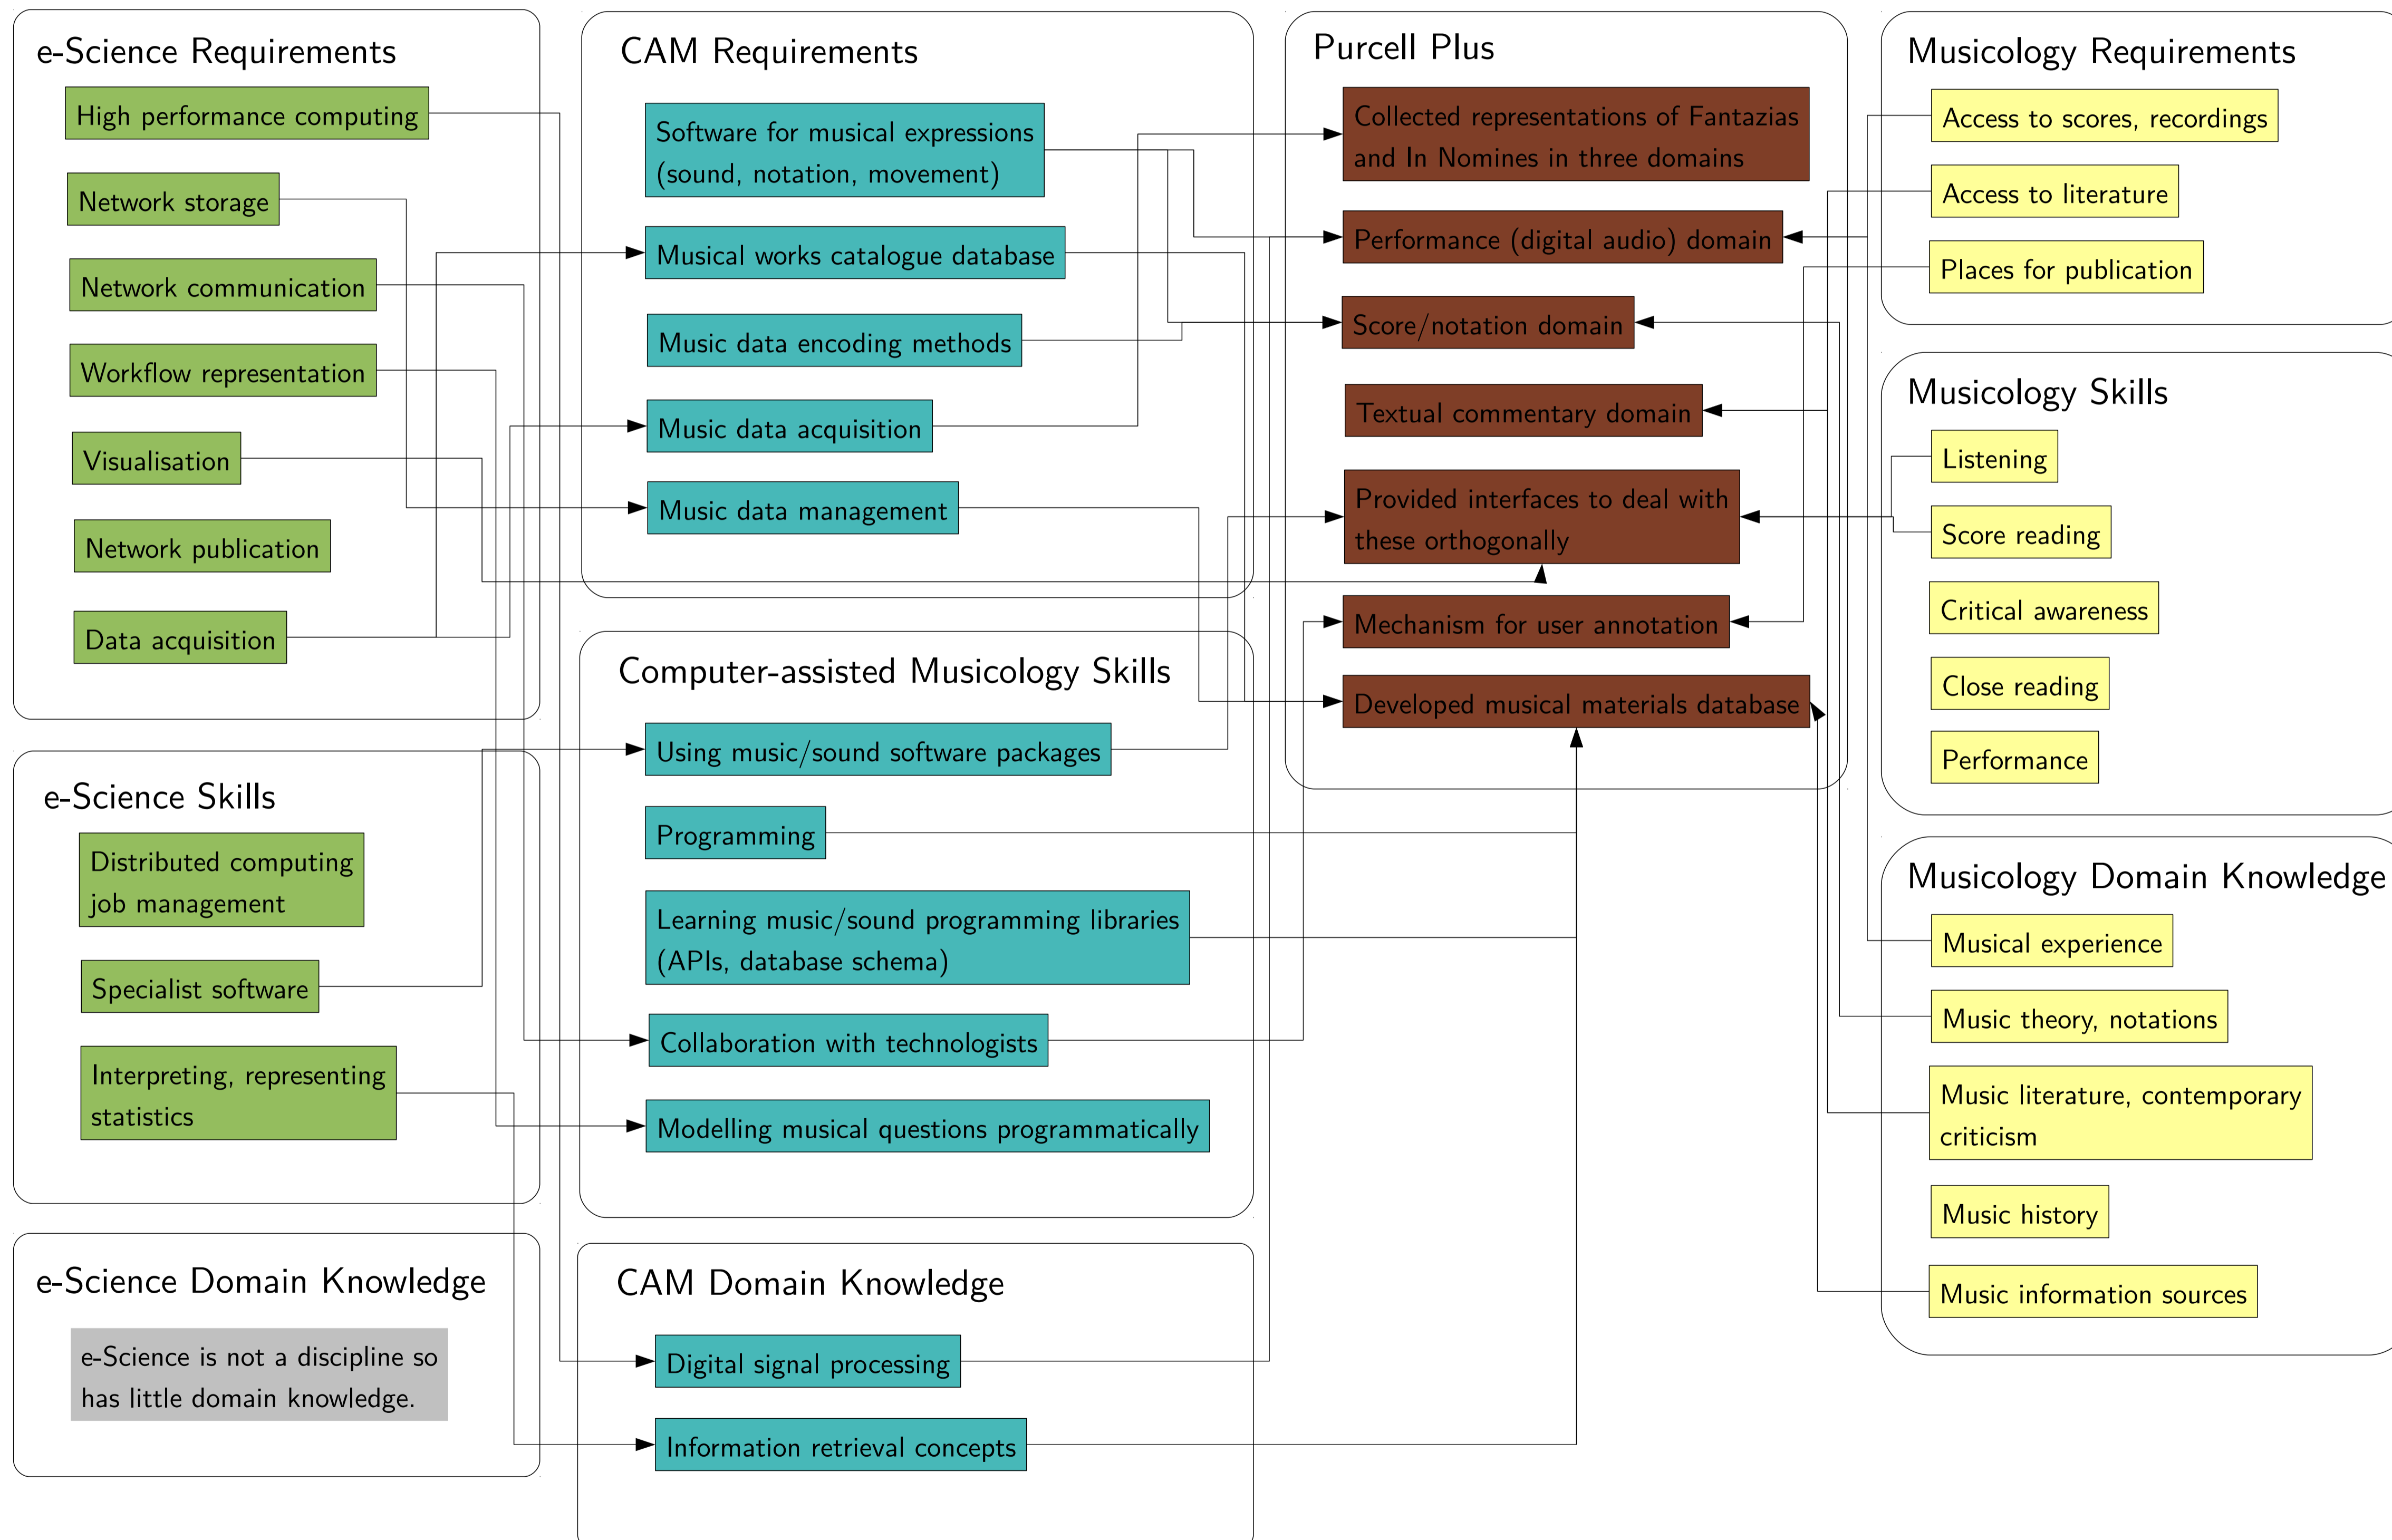 e-Science Requirements
High performance computing
Network storage
Network communication
Workflow representation
Visualisation
Network publication
Data acquisition
e-Science Skills
Distributed computing
job management
Specialist software
Interpreting, representing
statistics
e-Science Domain Knowledge
e-Science is not a discipline so
has little domain knowledge.
CAM Requirements
Software for musical expressions
(sound, notation, movement)
Musical works catalogue database
Music data encoding methods
Music data acquisition
Music data management
Computer-assisted Musicology Skills
Using music/sound software packages
Programming
Learning music/sound programming libraries
(APIs, database schema)
Collaboration with technologists
Modelling musical questions programmatically
CAM Domain Knowledge
Digital signal processing
Information retrieval concepts
Purcell Plus
Collected representations of Fantazias
and In Nomines in three domains
Performance (digital audio) domain
Score/notation domain
Textual commentary domain
Provided interfaces to deal with
these orthogonally
Mechanism for user annotation
Developed musical materials database
Musicology Requirements
Access to scores, recordings
Access to literature
Places for publication
Musicology Skills
Listening
Score reading
Critical awareness
Close reading
Performance
Musicology Domain Knowledge
Musical experience
Music theory, notations
Music literature, contemporary
criticism
Music history
Music information sources